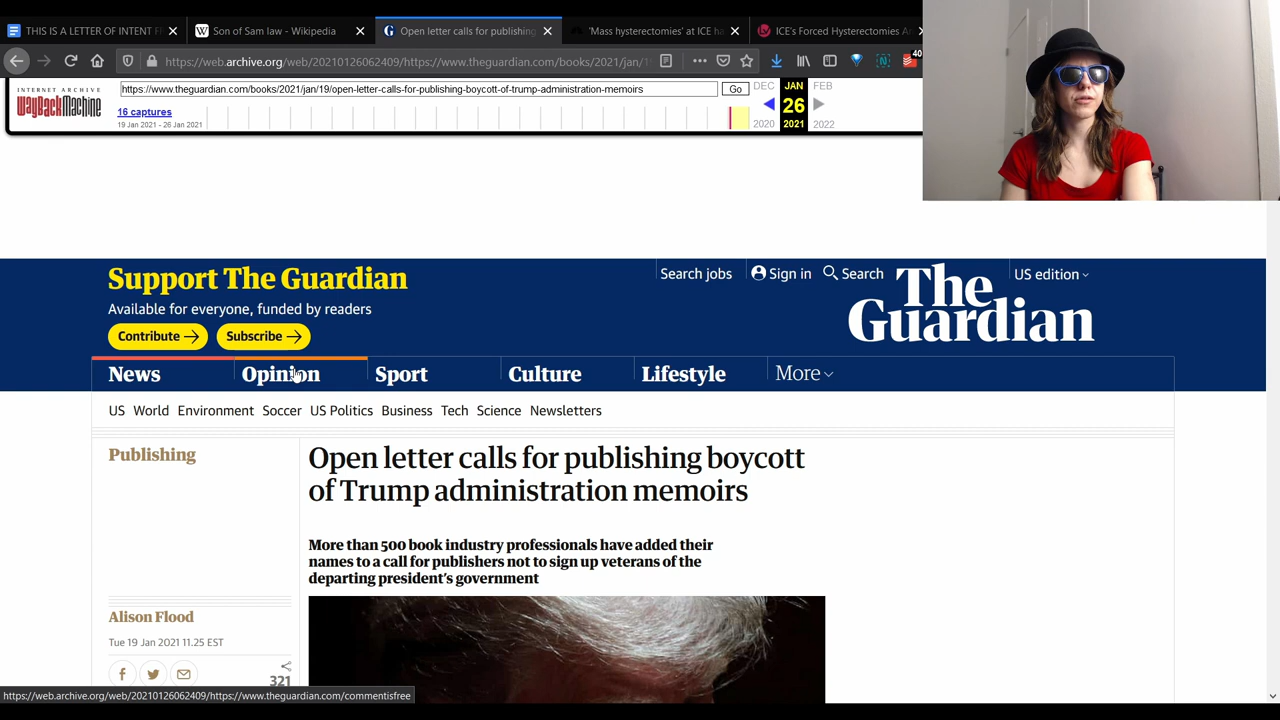 THIS IS A LETTER OF INTENT F
Son of Sam law - Wikipedia
Open letter calls for publishing
'Mass hysterectomies' at ICE ha
ICE's Forced Hysterectomies A
https://web.archive.org/web/20210126062409/https://www.theguardian.com/books/2021/jan/1
40
INTERNET ARCHIVE
WayBackMachine
https://www.theguardian.com/books/2021/jan/19/open-letter-calls-for-publishing-boycott-of-trump-administration-memoirs
Go
DEC
JAN
FEB
16 captures
26
19 Jan 2021 - 26 Jan 2021
2020
2021
2022
Support The Guardian
Available for everyone, funded by readers
Contribute
Subscribe
Search jobs
Sign in
Search
US edition
The
Guardian
News
Opinion
Sport
Culture
Lifestyle
More
US World Environment Soccer US Politics Business Tech Science Newsletters
Publishing
Open letter calls for publishing boycott
of Trump administration memoirs
More than 500 book industry professionals have added their
names to a call for publishers not to sign up veterans of the
departing president's government
Alison Flood
Tue 19 Jan 2021 11.25 EST
321
https://web.archive.org/web/20210126062409/https://www.theguardian.com/commentisfree